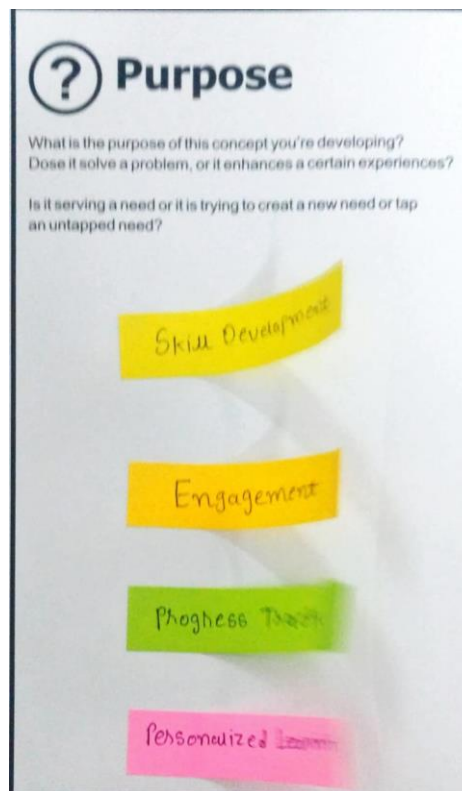 ? Purpose
What is the purpose of this concept you're developing?
Dose it solve a problem, or it enhances a certain experiences?
Is it serving a need or it is trying to creat a new need or tap
an untapped need?
Skill Development
Engagement
Progress
Personalized